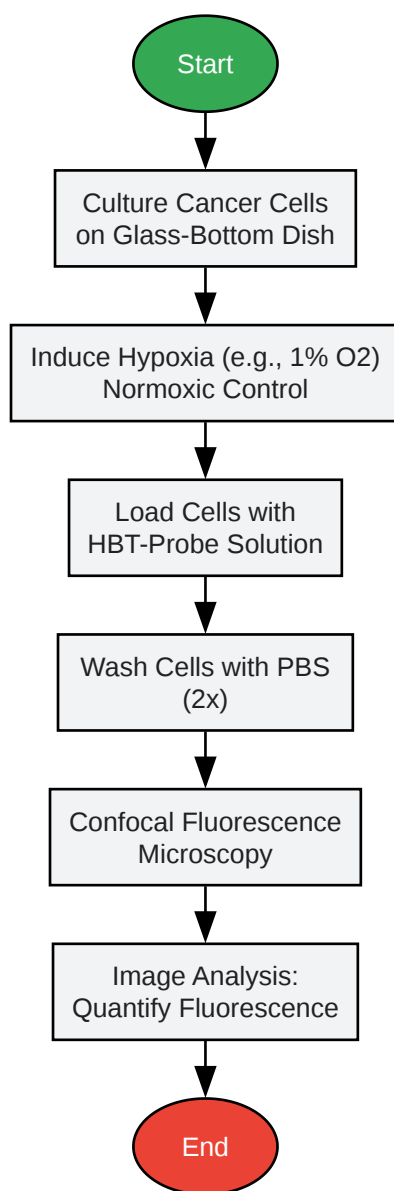 Start
Culture Cancer Cells
on Glass-Bottom Dish
Induce Hypoxia (e.g., 1% O2)
Normoxic Control
Load Cells with
HBT-Probe Solution
Wash Cells with PBS
(2x)
Confocal Fluorescence
Microscopy
Image Analysis:
Quantify Fluorescence
End